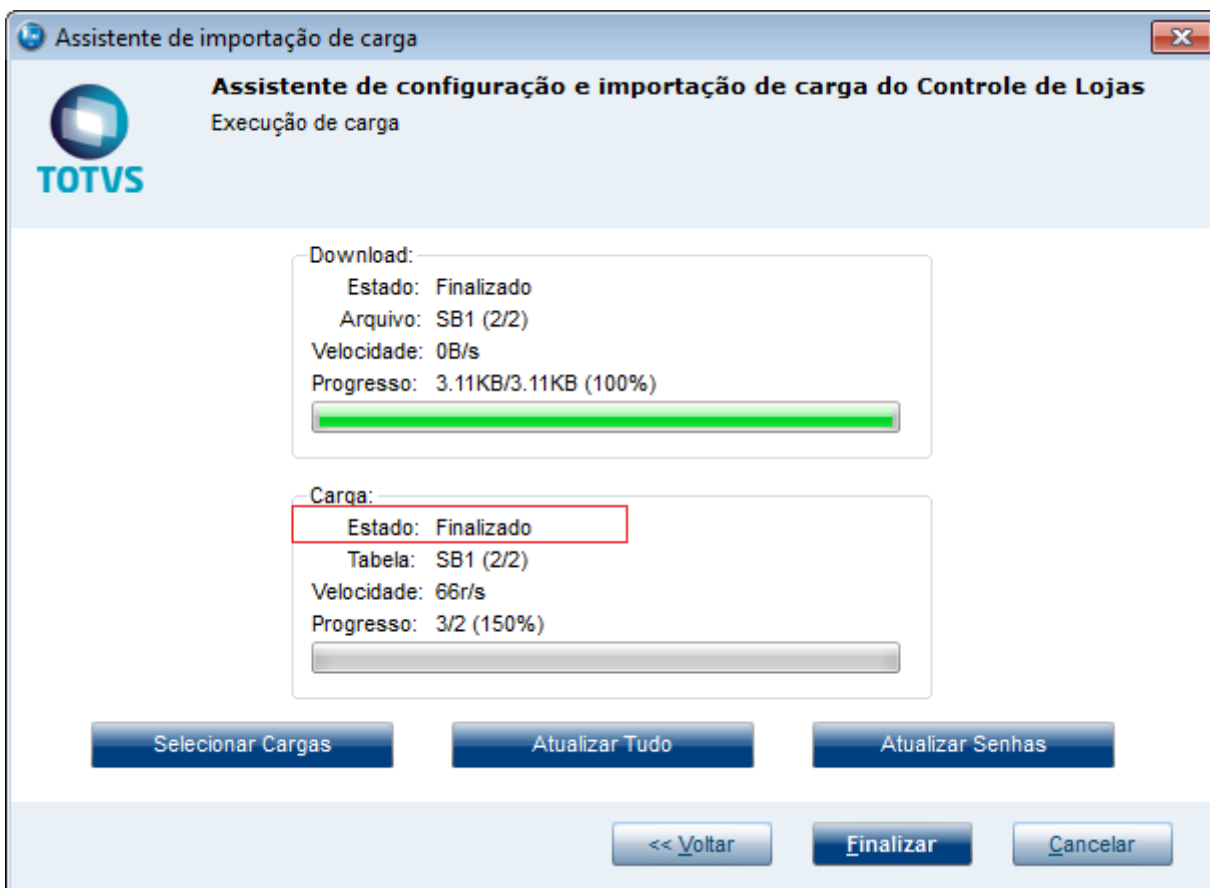 Assistente de importação de carga
Assistente de configuração e importação de carga do Controle de Lojas
Execução de carga
TOTVS
Download:
Estado: Finalizado
Arquivo: SB1 (2/2)
Velocidade: 0B/s
Progresso: 3.11KB/3.11KB (100%)
Carga:
Estado: Finalizado
Tabela: SB1 (2/2)
Velocidade: 66r/s
Progresso: 3/2 (150%)
Selecionar Cargas Atualizar Tudo Atualizar Senhas
<< Voltar Finalizar Cancelar